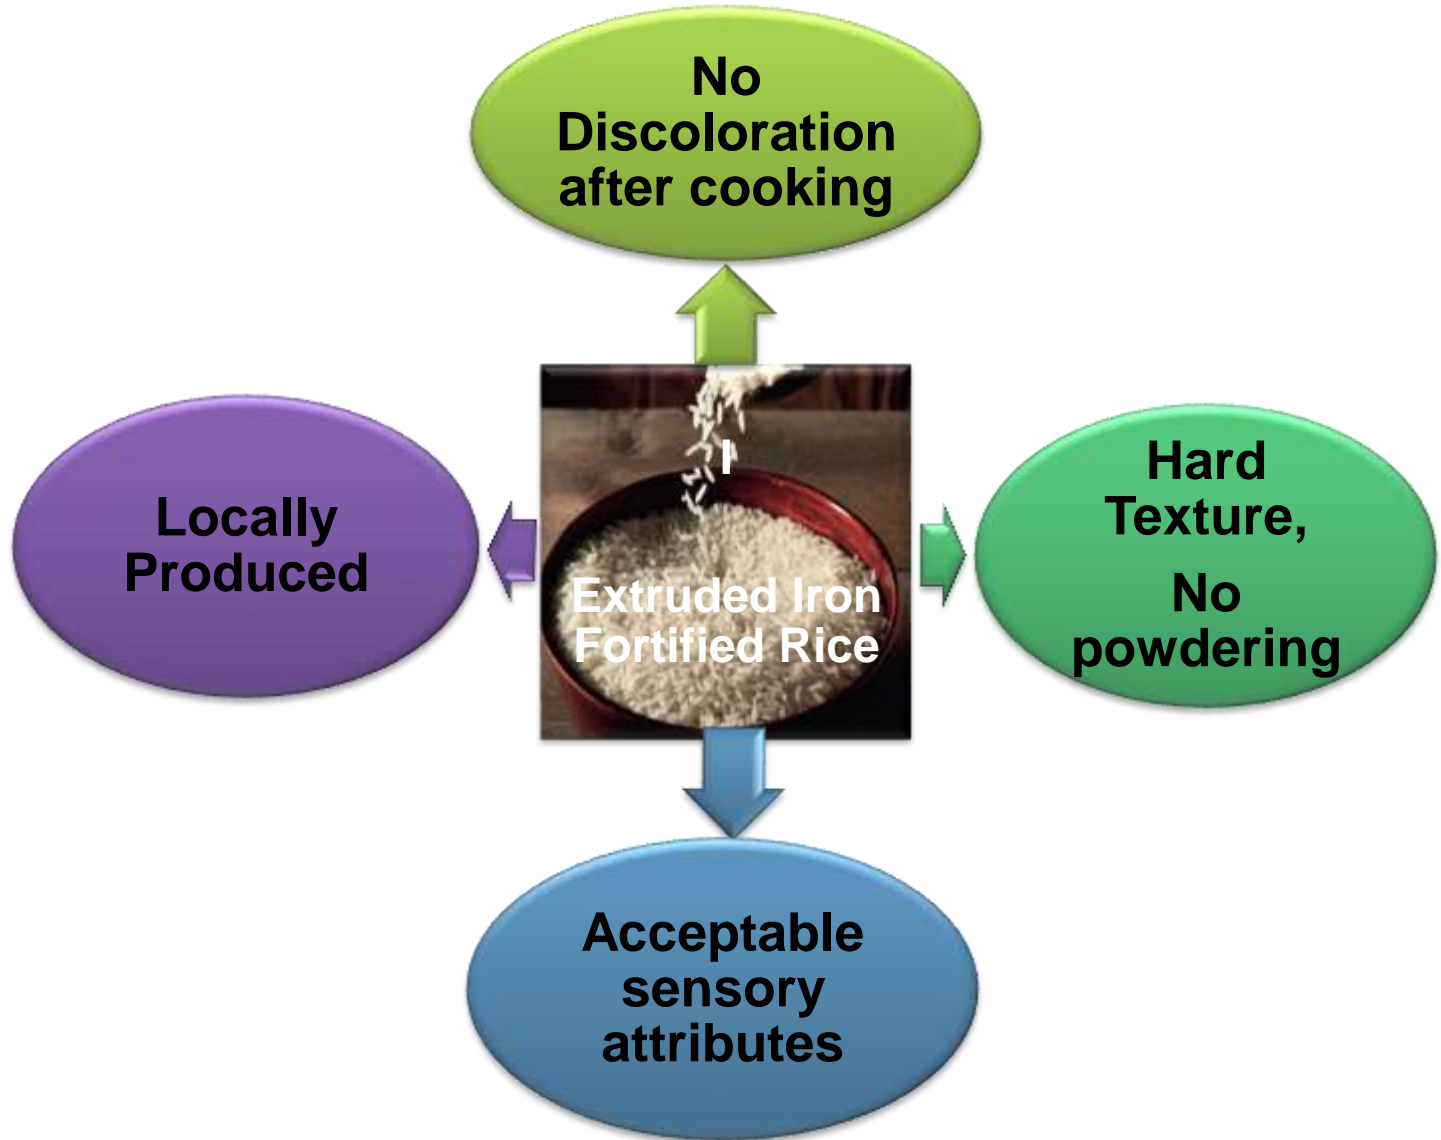 No
Discoloration
after cooking
Locally
Produced
I
Extruded Iron
Fortified Rice
Hard
Texture,
No
powdering
Acceptable
sensory
attributes